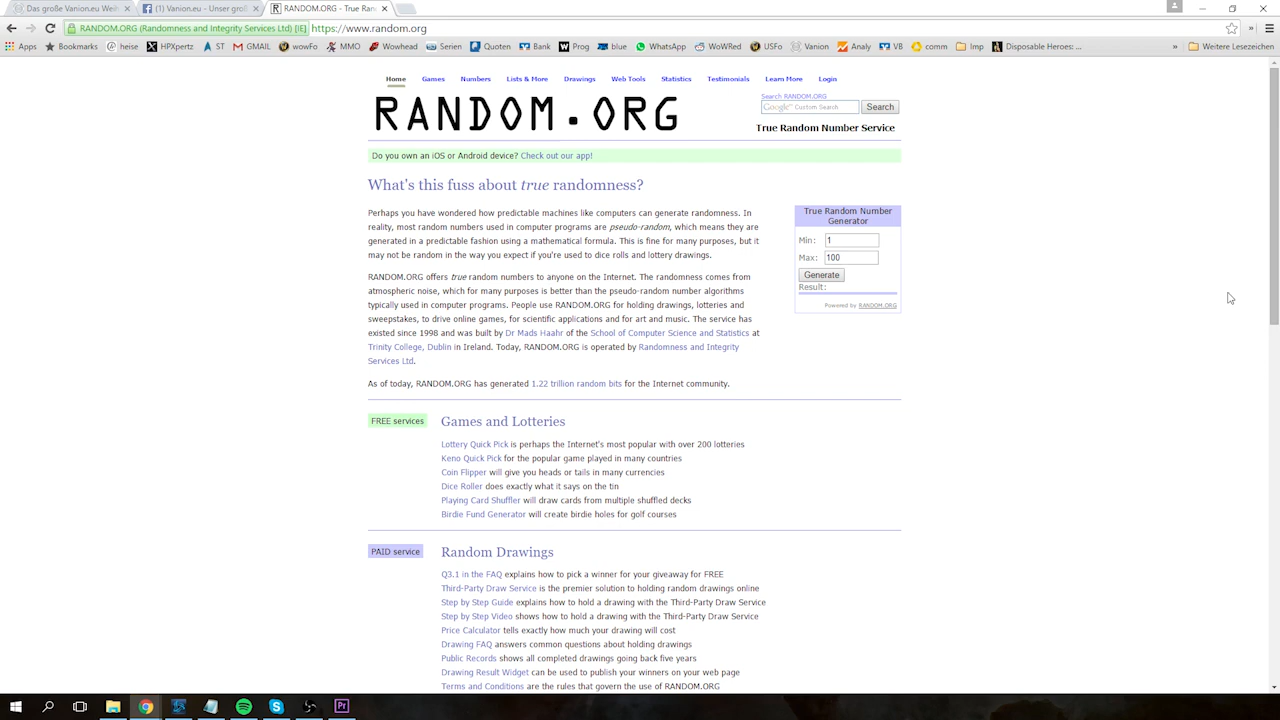 Das große Vanion.eu Weih
(1) Vanion.eu - Unser groß
RANDOM.ORG - True Ran
RANDOM.ORG (Randomness and Integrity Services Ltd) [IE]
https://www.random.org
Apps
Bookmarks
heise
HPXpertz
ST
GMAIL
wowFo
MMO
Wowhead
Serien
Quoten
Bank
Prog
blue
WhatsApp
WoWRed
USFo
Vanion
Analy
VB
comm
Imp
Disposable Heroes: ...
»
Weitere Lesezeichen
Home
Games
Numbers
Lists & More
Drawings
Web Tools
Statistics
Testimonials
Learn More
Login
RANDOM.ORG
Search RANDOM.ORG
Google™ Custom Search
Search
True Random Number Service
Do you own an iOS or Android device? Check out our app!
What's this fuss about true randomness?
Perhaps you have wondered how predictable machines like computers can generate randomness. In
reality, most random numbers used in computer programs are pseudo-random, which means they are
generated in a predictable fashion using a mathematical formula. This is fine for many purposes, but it
may not be random in the way you expect if you're used to dice rolls and lottery drawings.
RANDOM.ORG offers true random numbers to anyone on the Internet. The randomness comes from
atmospheric noise, which for many purposes is better than the pseudo-random number algorithms
typically used in computer programs. People use RANDOM.ORG for holding drawings, lotteries and
sweepstakes, to drive online games, for scientific applications and for art and music. The service has
existed since 1998 and was built by Dr Mads Haahr of the School of Computer Science and Statistics at
Trinity College, Dublin in Ireland. Today, RANDOM.ORG is operated by Randomness and Integrity
Services Ltd.
As of today, RANDOM.ORG has generated 1.22 trillion random bits for the Internet community.
True Random Number
Generator
Min: 1
Max: 100
Generate
Result:
Powered by RANDOM.ORG
FREE services
Games and Lotteries
Lottery Quick Pick is perhaps the Internet's most popular with over 200 lotteries
Keno Quick Pick for the popular game played in many countries
Coin Flipper will give you heads or tails in many currencies
Dice Roller does exactly what it says on the tin
Playing Card Shuffler will draw cards from multiple shuffled decks
Birdie Fund Generator will create birdie holes for golf courses
PAID service
Random Drawings
Q3.1 in the FAQ explains how to pick a winner for your giveaway for FREE
Third-Party Draw Service is the premier solution to holding random drawings online
Step by Step Guide explains how to hold a drawing with the Third-Party Draw Service
Step by Step Video shows how to hold a drawing with the Third-Party Draw Service
Price Calculator tells exactly how much your drawing will cost
Drawing FAQ answers common questions about holding drawings
Public Records shows all completed drawings going back five years
Drawing Result Widget can be used to publish your winners on your web page
Terms and Conditions are the rules that govern the use of RANDOM.ORG